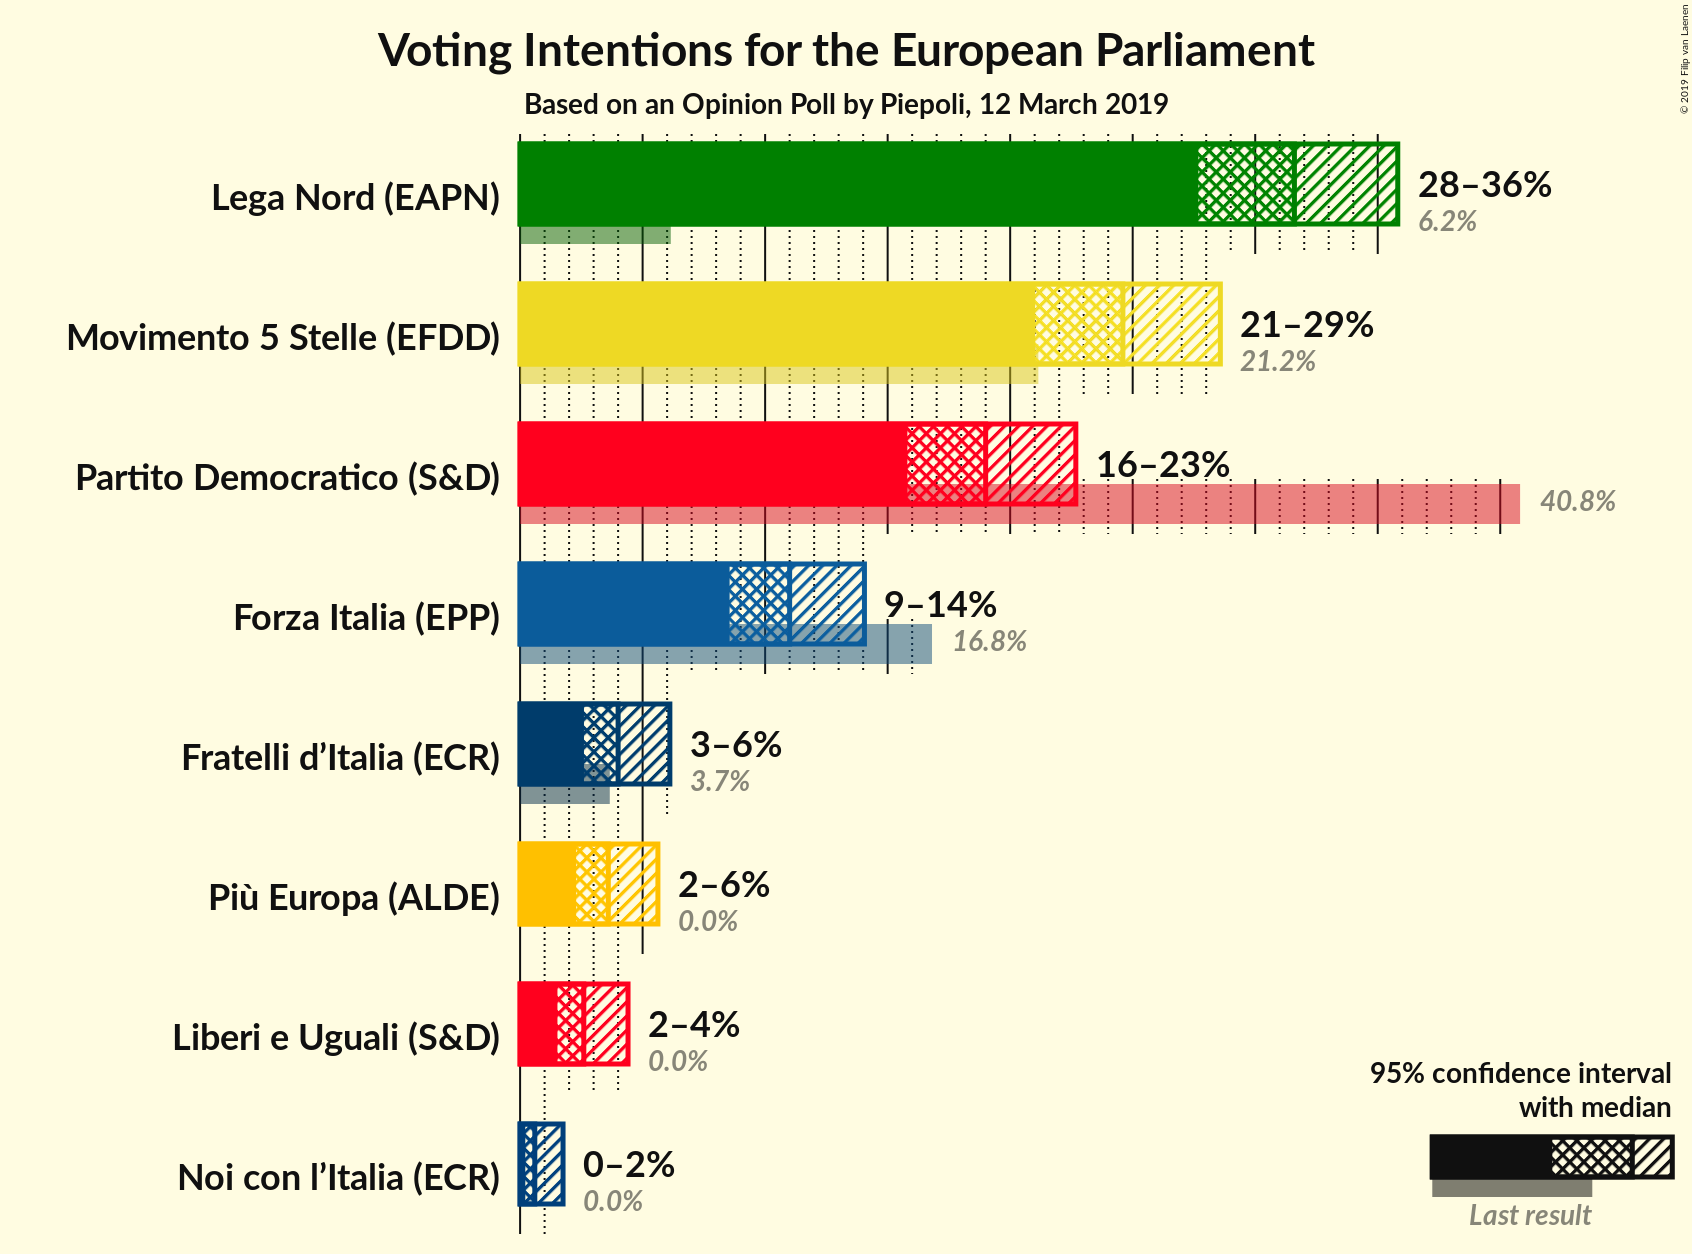 Voting Intentions for the European Parliament
Based on an Opinion Poll by Piepoli, 12 March 2019
© 2019 Filip van Laenen
Lega Nord (EAPN)
28–36%
6.2%
Movimento 5 Stelle (EFDD)
21–29%
21.2%
Partito Democratico (S&D)
16–23%
40.8%
Forza Italia (EPP)
9–14%
16.8%
Fratelli d’Italia (ECR)
3–6%
3.7%
Più Europa (ALDE)
2–6%
0.0%
Liberi e Uguali (S&D)
2–4%
0.0%
Noi con l’Italia (ECR)
0–2%
0.0%
95% confidence interval
with median
Last result